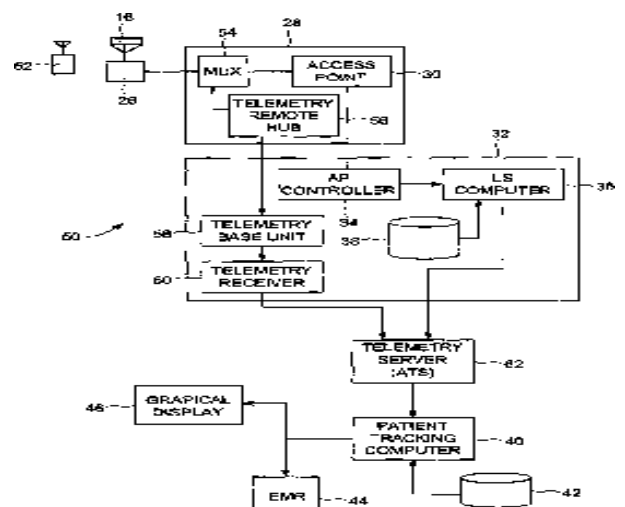 16
54
28
62
MUX
ACCESS
POINT
30
26
TELEMETRY
REMOTE
HUB
56
32
AP
CONTROLLER
LS
COMPUTER
36
34
50
58
TELEMETRY
BASE UNIT
38
60
TELEMETRY
RECEIVER
TELEMETRY
SERVER
(ATS)
62
46
GRAPICAL
DISPLAY
PATIENT
TRACKING
COMPUTER
40
EMR
44
42